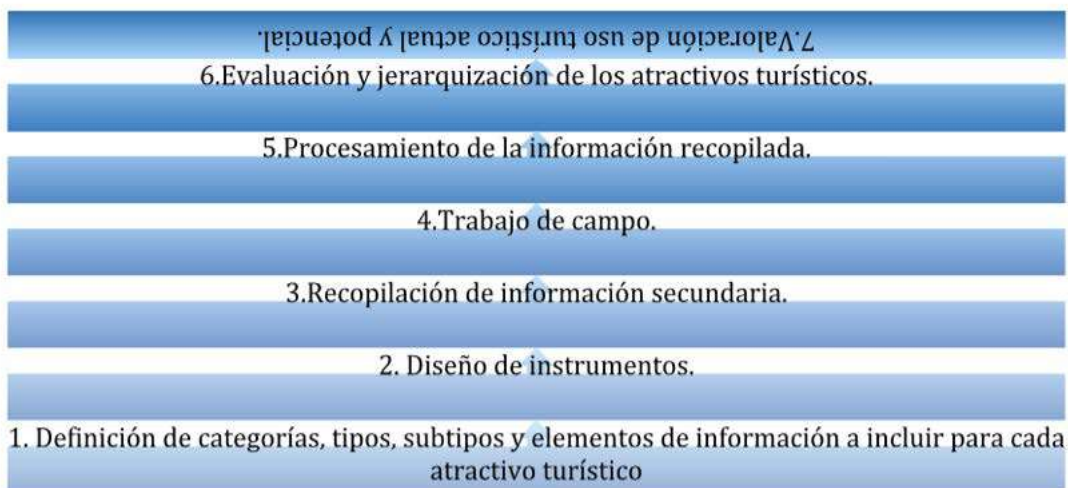 7.Valoración de uso turístico actual y potencial.
6.Evaluación y jerarquización de los atractivos turísticos.
5.Procesamiento de la información recopilada.
4.Trabajo de campo.
3.Recopilación de información secundaria.
2. Diseño de instrumentos.
1. Definición de categorías, tipos, subtipos y elementos de información a incluir para cada
atractivo turístico